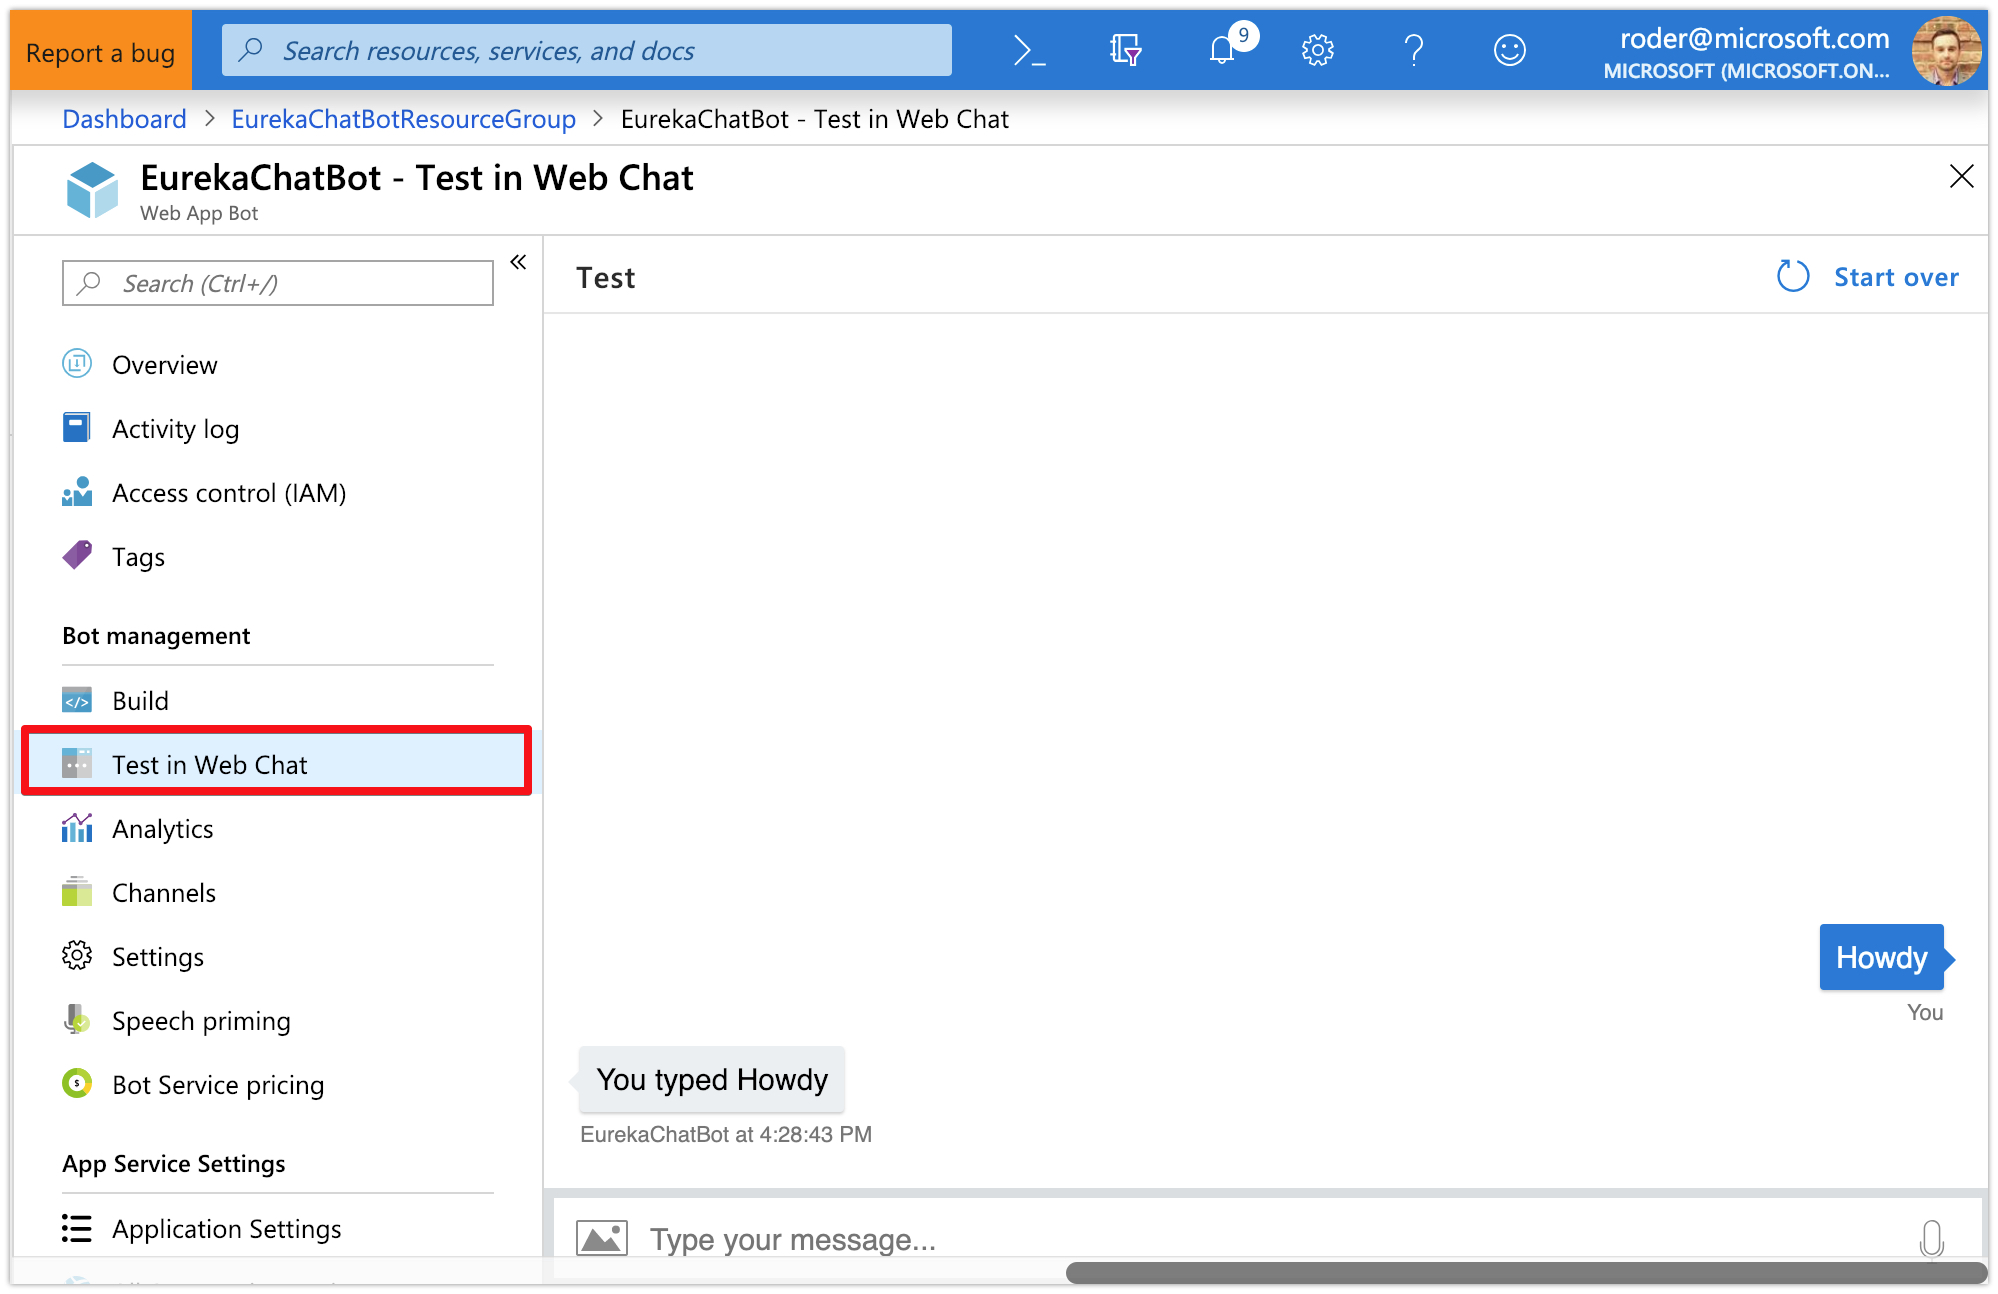 Report a bug
Search resources, services, and docs
>_
9
?
roder@microsoft.com
MICROSOFT (MICROSOFT.ON...
Dashboard > EurekaChatBotResourceGroup > EurekaChatBot - Test in Web Chat
EurekaChatBot - Test in Web Chat
Web App Bot
Search (Ctrl+/)
«
Overview
Activity log
Access control (IAM)
Tags
Bot management
Build
Test in Web Chat
Analytics
Channels
Settings
Speech priming
Bot Service pricing
App Service Settings
Application Settings
Test
Start over
Howdy
You
You typed Howdy
EurekaChatBot at 4:28:43 PM
Type your message...